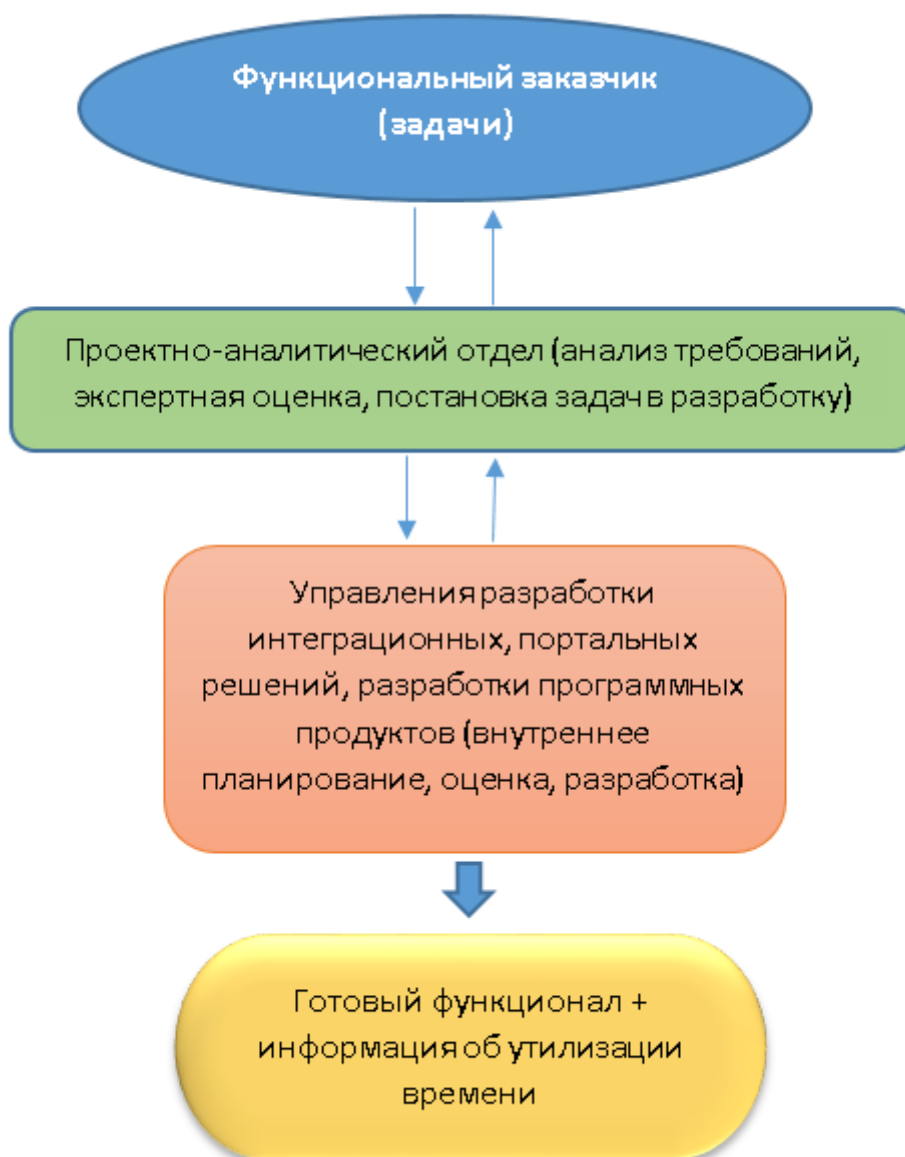 Функциональный заказчик
(задачи)
Проектно-аналитический отдел (анализ требований,
экспертная оценка, постановка задач в разработку)
Управления разработки
интеграционных, портальных
решений, разработки программных
продуктов (внутреннее
планирование, оценка, разработка)
Готовый функционал +
информация об утилизации
времени